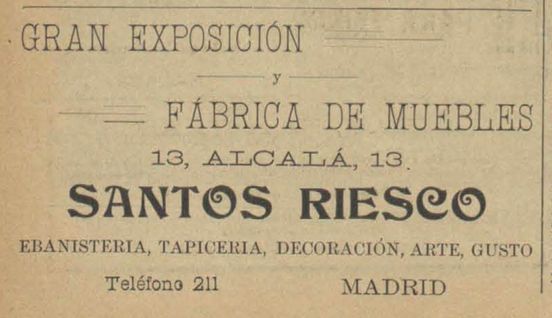 GRAN EXPOSICIÓN
y
FÁBRICA DE MUEBLES
13, ALCALÁ, 13.
SANTOS RIESCO
EBANISTERIA, TAPICERIA, DECORACIÓN, ARTE, GUSTO
Teléfono 211 MADRID